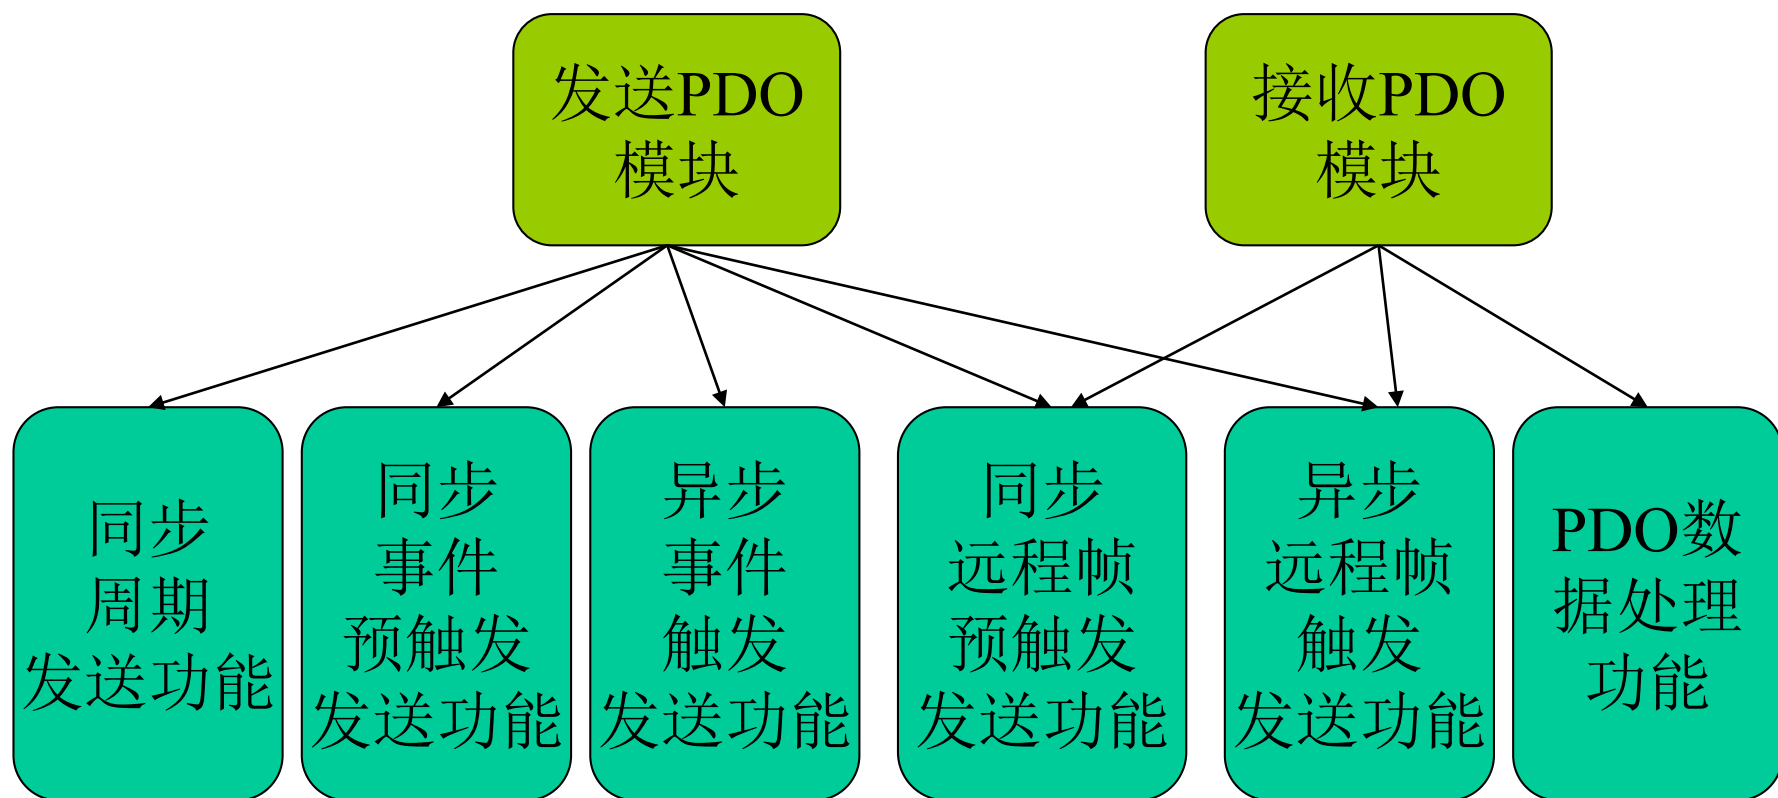 发送PDO
模块
接收PDO
模块
同步
周期
发送功能
同步
事件
预触发
发送功能
异步
事件
触发
发送功能
同步
远程帧
预触发
发送功能
异步
远程帧
触发
发送功能
PDO数
据处理
功能